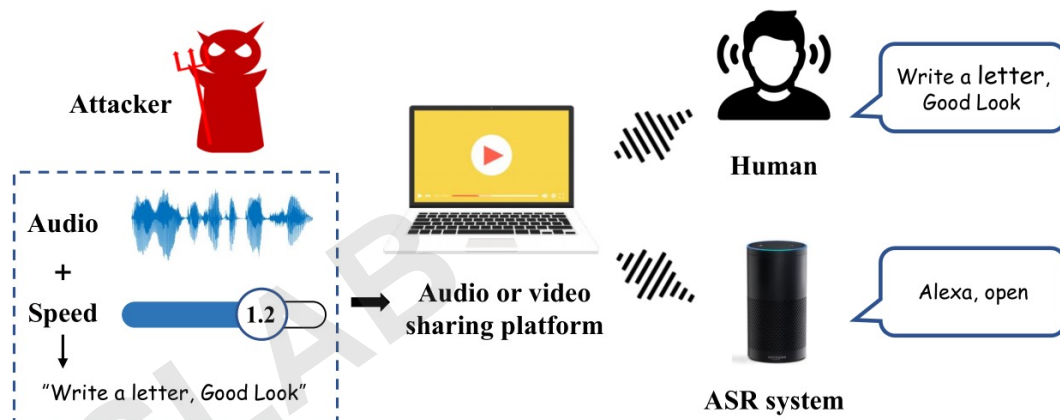 Attacker
Audio
+
Speed
1.2
"Write a letter, Good Look"
Audio or video
sharing platform
Human
Write a letter,
Good Look
ASR system
Alexa, open